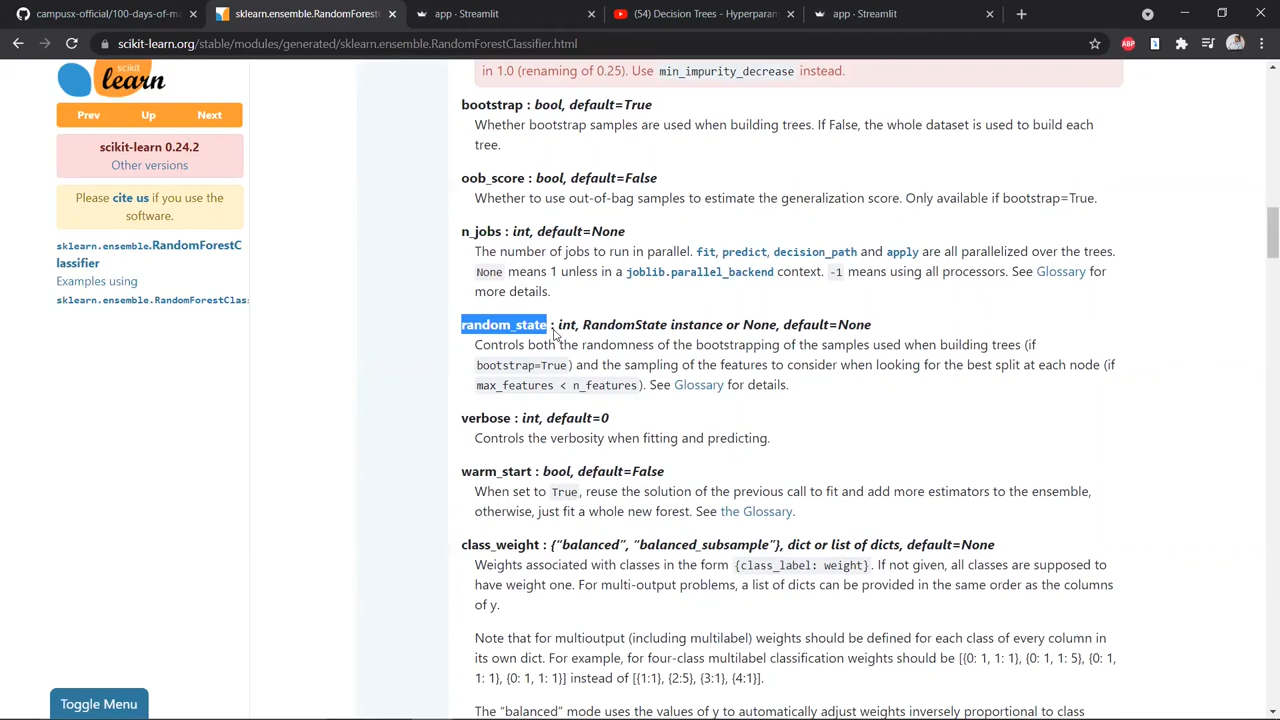 campusx-official/100-days-of-m
sklearn.ensemble.RandomForestC
app · Streamlit
(54) Decision Trees - Hyperparam
app · Streamlit
scikit-learn.org/stable/modules/generated/sklearn.ensemble.RandomForestClassifier.html
ABP
scikit
learn
Prev Up Next
scikit-learn 0.24.2
Other versions
Please cite us if you use the
software.
sklearn.ensemble.RandomForestC
lassifier
Examples using
sklearn.ensemble.RandomForestClas
Toggle Menu
in 1.0 (renaming of 0.25). Use min_impurity_decrease instead.
bootstrap : bool, default=True
Whether bootstrap samples are used when building trees. If False, the whole dataset is used to build each
tree.
oob_score : bool, default=False
Whether to use out-of-bag samples to estimate the generalization score. Only available if bootstrap=True.
n_jobs : int, default=None
The number of jobs to run in parallel. fit, predict, decision_path and apply are all parallelized over the trees.
None means 1 unless in a joblib.parallel_backend context. -1 means using all processors. See Glossary for
more details.
random_state : int, RandomState instance or None, default=None
Controls both the randomness of the bootstrapping of the samples used when building trees (if
bootstrap=True) and the sampling of the features to consider when looking for the best split at each node (if
max_features < n_features). See Glossary for details.
verbose : int, default=0
Controls the verbosity when fitting and predicting.
warm_start : bool, default=False
When set to True, reuse the solution of the previous call to fit and add more estimators to the ensemble,
otherwise, just fit a whole new forest. See the Glossary.
class_weight : {"balanced", "balanced_subsample"}, dict or list of dicts, default=None
Weights associated with classes in the form {class_label: weight}. If not given, all classes are supposed to
have weight one. For multi-output problems, a list of dicts can be provided in the same order as the columns
of y.
Note that for multioutput (including multilabel) weights should be defined for each class of every column in
its own dict. For example, for four-class multilabel classification weights should be [{0: 1, 1: 1}, {0: 1, 1: 5}, {0: 1,
1: 1}, {0: 1, 1: 1}] instead of [{1:1}, {2:5}, {3:1}, {4:1}].
The "balanced" mode uses the values of y to automatically adjust weights inversely proportional to class